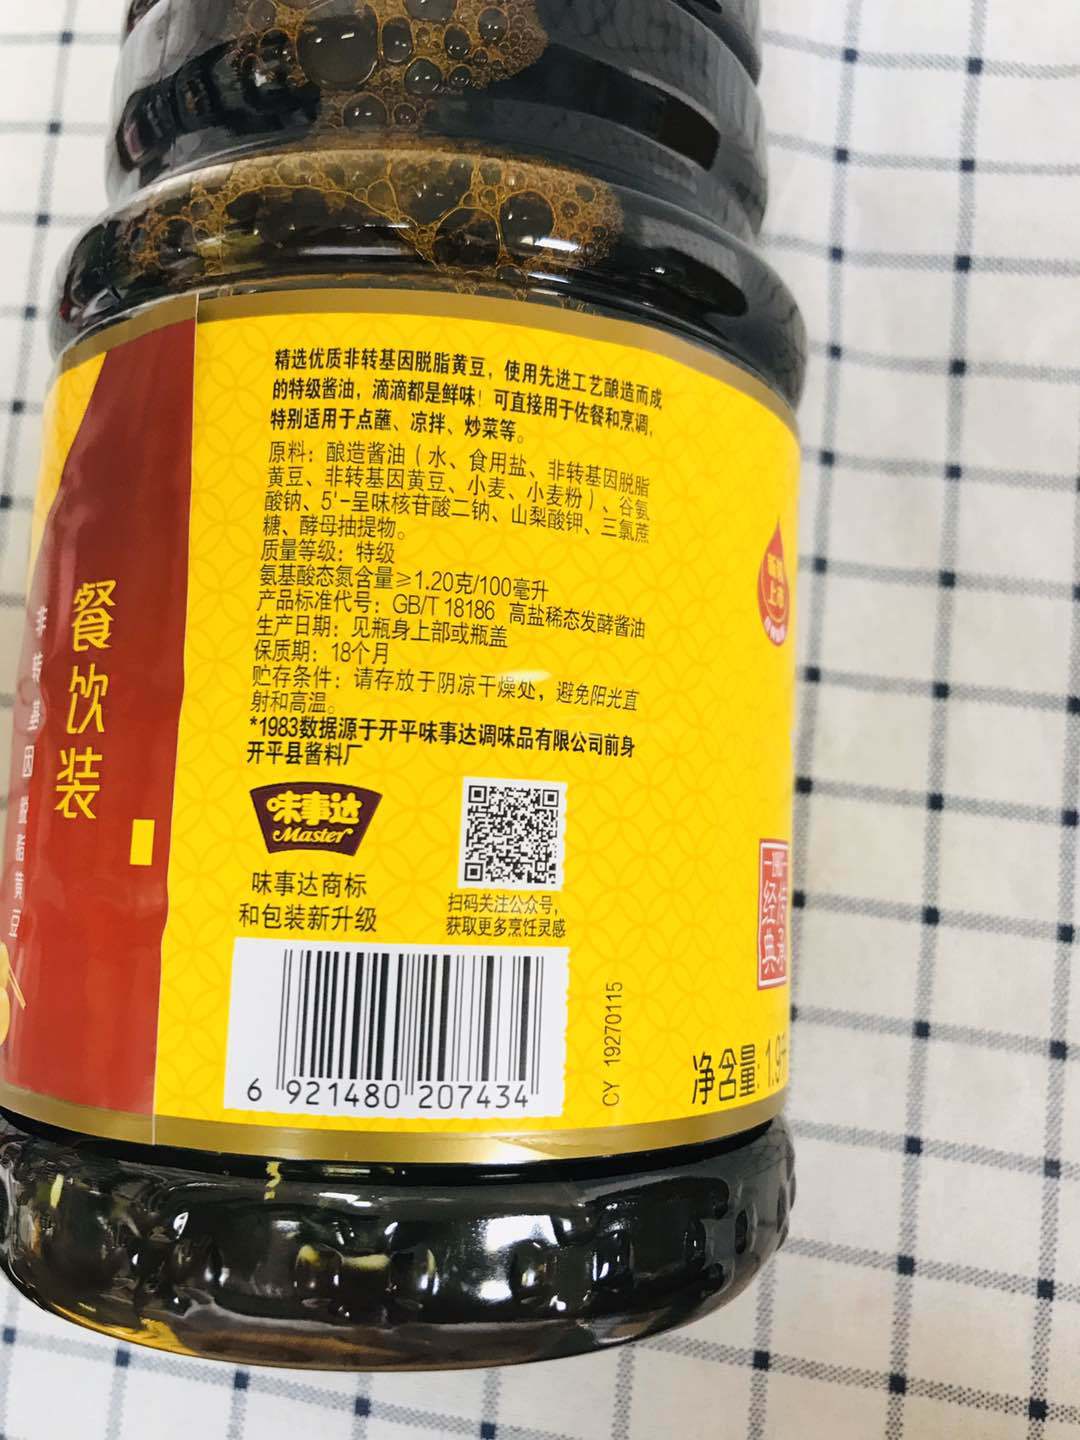 精选优质非转基因脱脂黄豆，使用先进工艺酿造而成
的特级酱油，滴滴都是鲜味！可直接用于佐餐和烹调，
特别适用于点蘸、凉拌、炒菜等。
原料：酿造酱油（水、食用盐、非转基因脱脂
黄豆、非转基因黄豆、小麦、小麦粉）、谷氨
酸钠、5'-呈味核苷酸二钠、山梨酸钾、三氯蔗
糖、酵母抽提物。
质量等级：特级
氨基酸态氮含量≥1.20克/100毫升
产品标准代号：GB/T 18186 高盐稀态发酵酱油
生产日期：见瓶身上部或瓶盖
保质期：18个月
贮存条件：请存放于阴凉干燥处，避免阳光直
射和高温。
*1983数据源于开平味事达调味品有限公司前身
开平县酱料厂
味事达
Master
味事达商标
和包装新升级
扫码关注公众号，
获取更多烹饪灵感
6 921480 207434
CY 19270115
净含量: 1.9
餐饮装
非转基因脱脂黄豆
经典